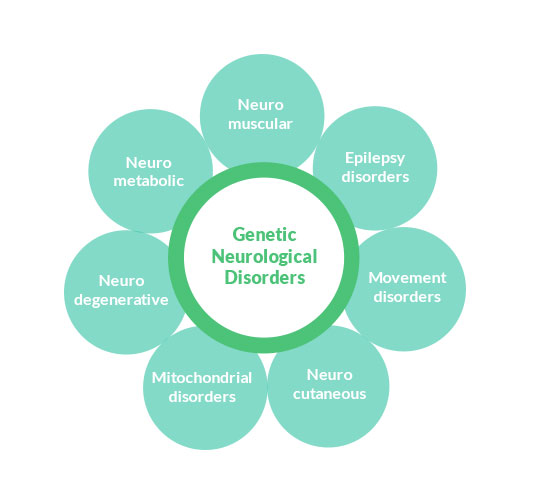 Neuro
muscular
Epilepsy
disorders
Movement
disorders
Neuro
cutaneous
Mitochondrial
disorders
Neuro
degenerative
Neuro
metabolic
Genetic
Neurological
Disorders